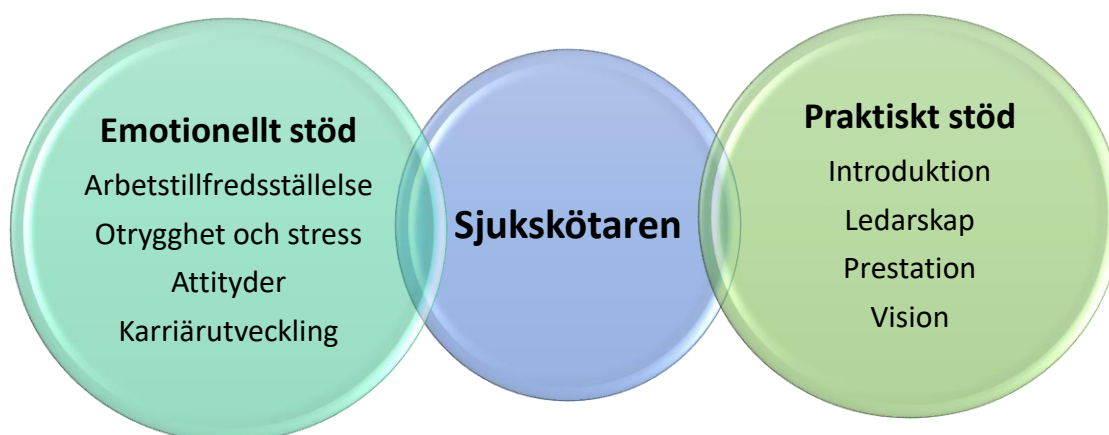 Emotionellt stöd
Arbetstillfredsställelse
Otrygghet och stress
Attityder
Karriärutveckling
Sjukskötaren
Praktiskt stöd
Introduktion
Ledarskap
Prestation
Vision